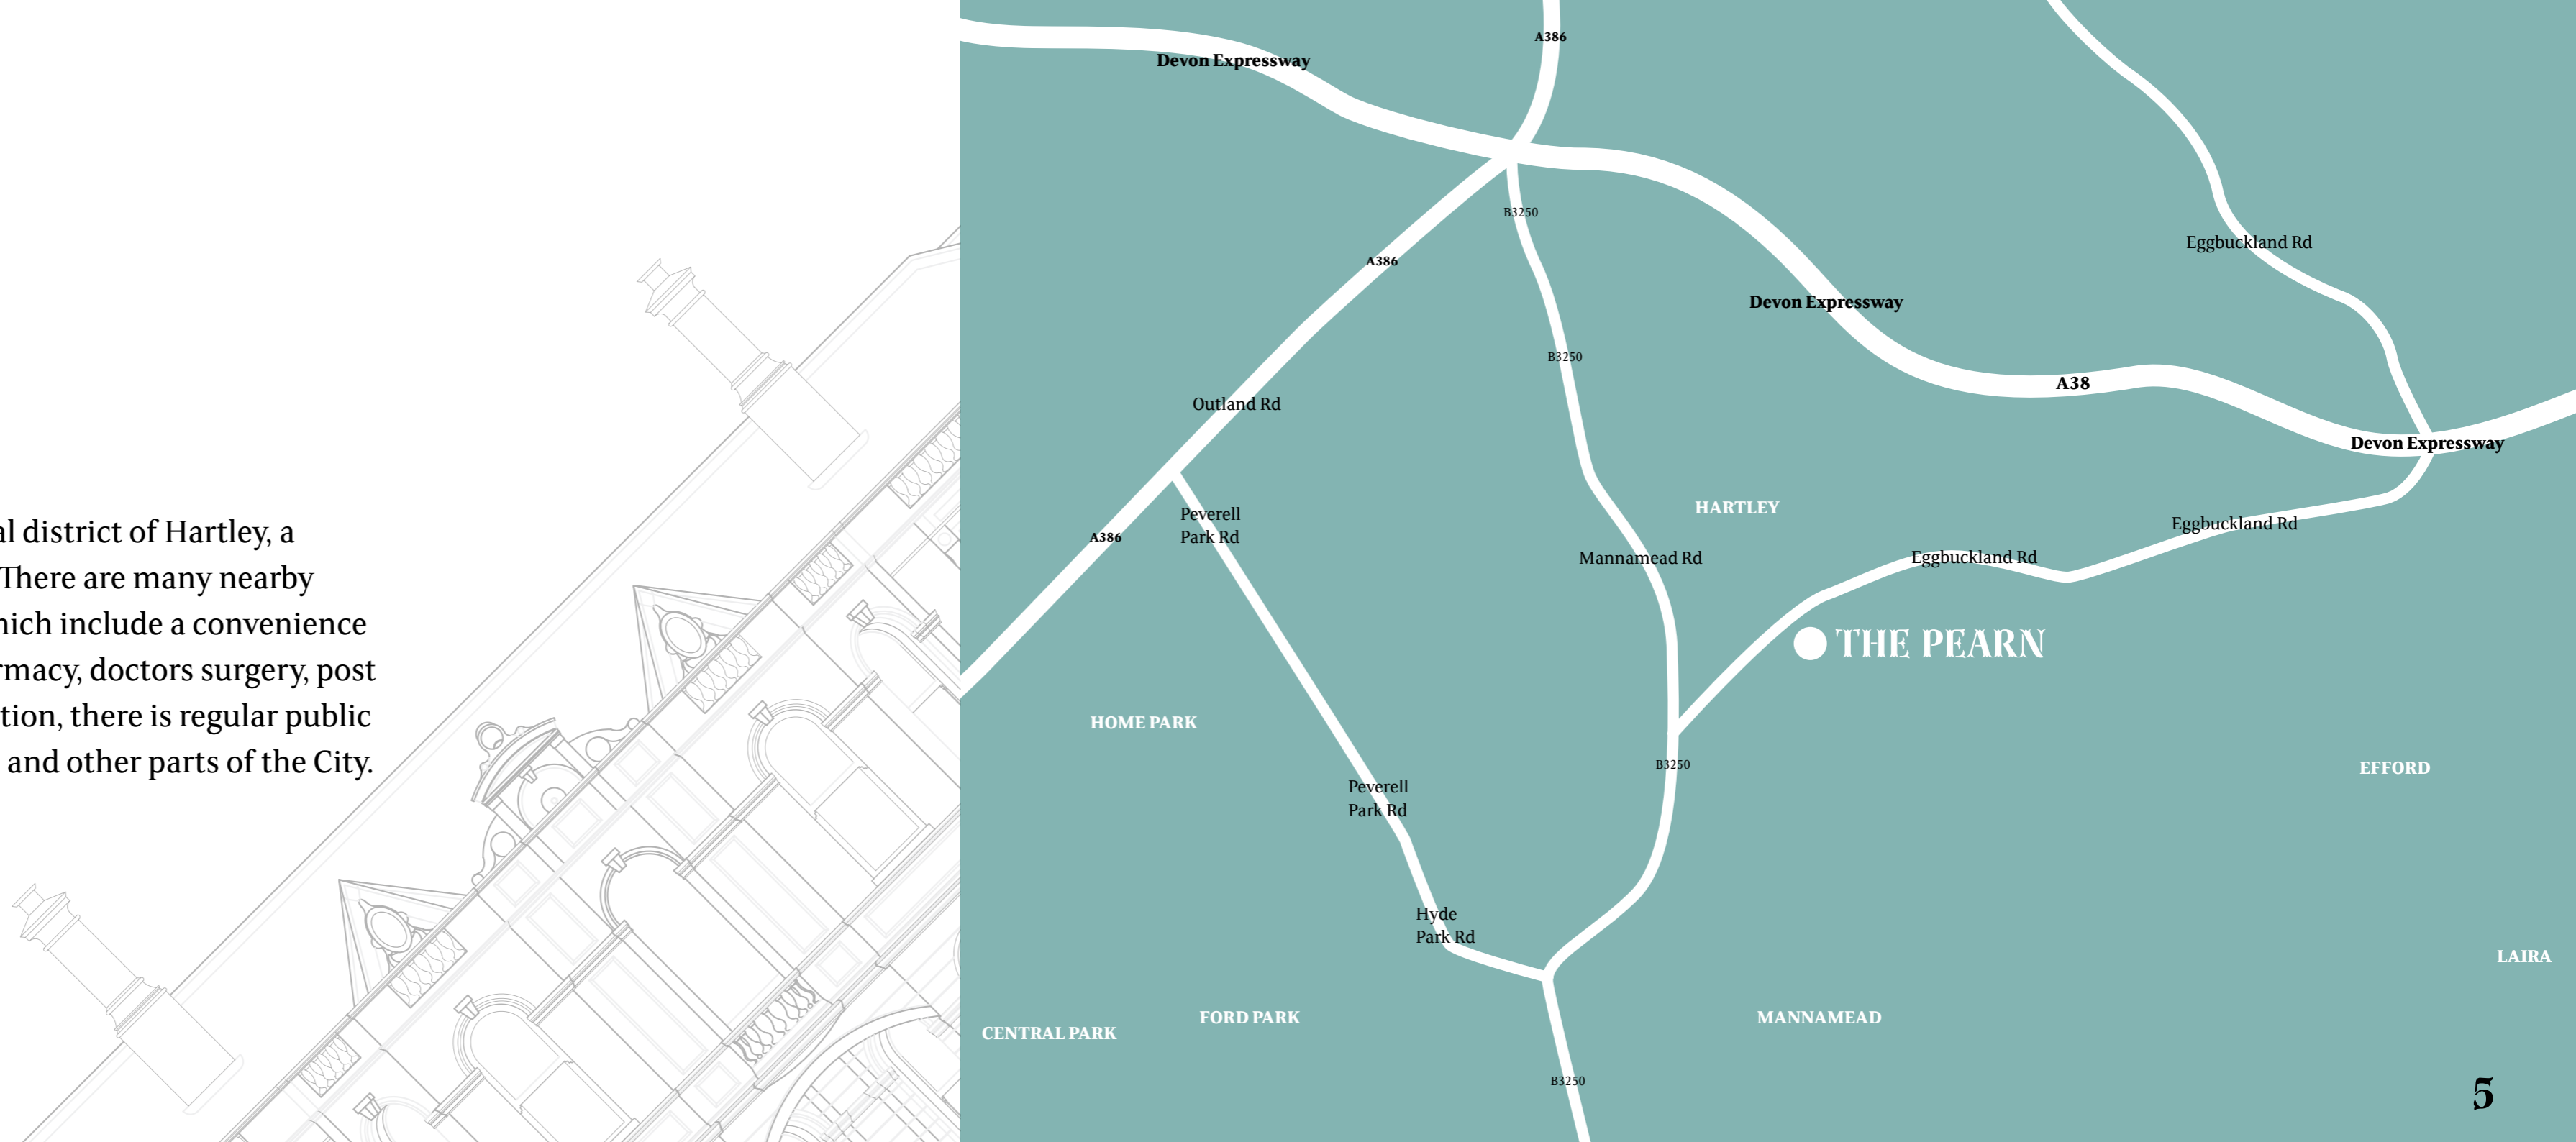 al district of Hartley, a
There are many nearby
hich include a convenience
rmacy, doctors surgery, post
tion, there is regular public
and other parts of the City.
A386
Devon Expressway
B3250
Eggbuckland Rd
A386
Devon Expressway
B3250
A38
Outland Rd
Devon Expressway
HARTLEY
Peverell
Park Rd
Eggbuckland Rd
A386
Mannamead Rd
Eggbuckland Rd
THE PEARN
HOME PARK
B3250
EFFORD
Peverell
Park Rd
Hyde
Park Rd
LAIRA
FORD PARK
MANNAMEAD
CENTRAL PARK
B3250
5